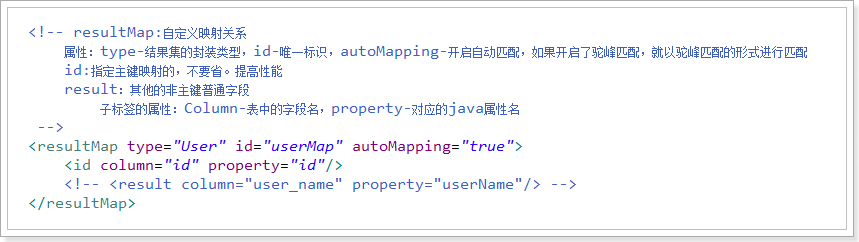 <!-- resultMap:自定义映射关系
属性：type-结果集的封装类型，id-唯一标识，autoMapping-开启自动匹配，如果开启了驼峰匹配，就以驼峰匹配的形式进行匹配
id:指定主键映射的，不要省。提高性能
result：其他的非主键普通字段
子标签的属性：Column-表中的字段名，property-对应的java属性名
-->
<resultMap type="User" id="userMap" autoMapping="true">
<id column="id" property="id"/>
<!-- <result column="user_name" property="userName"/> -->
</resultMap>